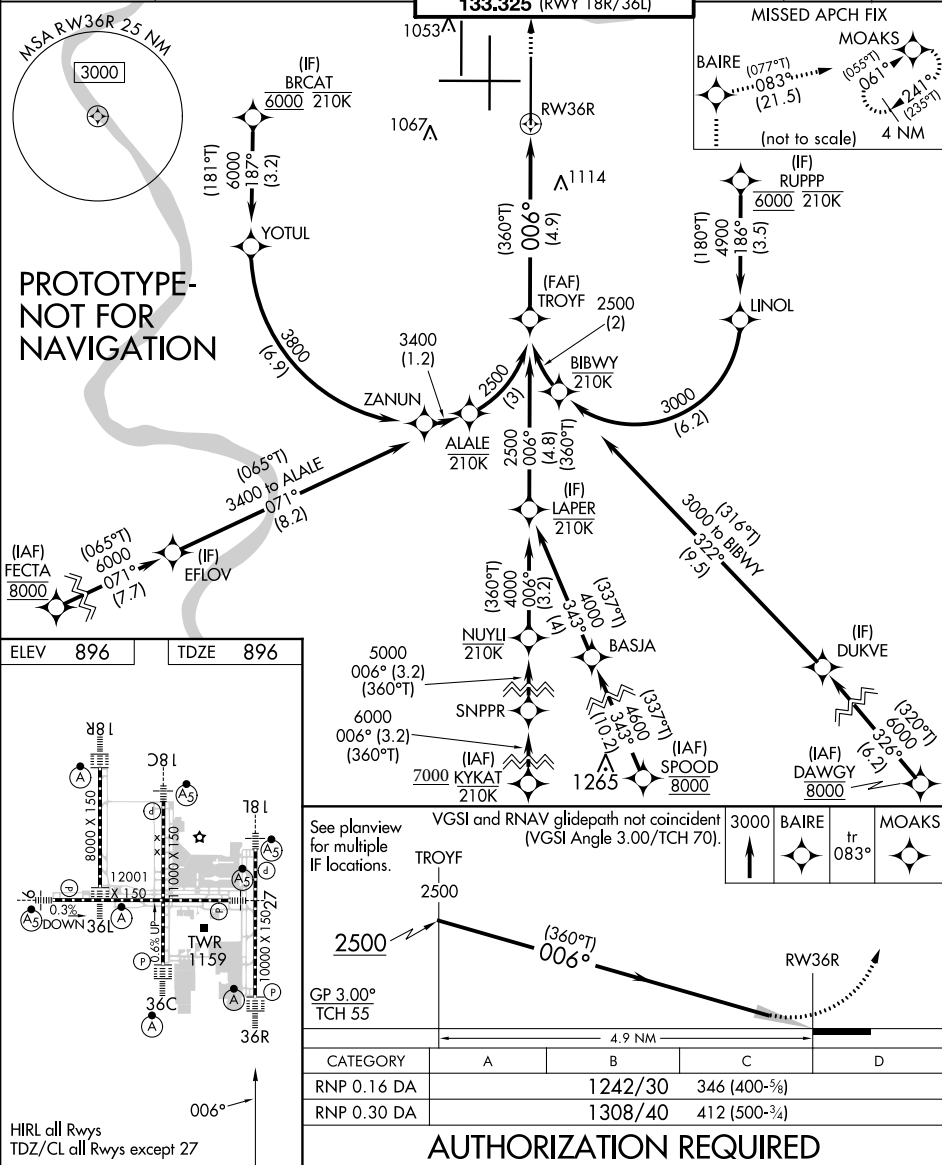 133.325 (RWY 18R/36L)
MSA RW36R 25 NM
3000
(IF)
BRCAT
6000 210K
(181°T)
6000
187°
(3.2)
YOTUL
3800
(6.9)
1053
1067
RW36R
1114
(360°T)
006°
(4.9)
(FAF)
TROYF
MISSED APCH FIX
BAIRE
MOAKS
(077°T)
083°
(21.5)
(055°T)
061°
241°
(235°T)
4 NM
(not to scale)
(IF)
RUPPP
6000 210K
(180°T)
4900
186°
(3.5)
LINOL
3000
(6.2)
PROTOTYPE-
NOT FOR
NAVIGATION
3400
(1.2)
ZANUN
ALALE
210K
2500
(3)
2500
(2)
BIBWY
210K
2500
006°
(4.8)
(360°T)
(065°T)
3400 to ALALE
071°
(8.2)
(IAF)
FECTA
8000
(065°T)
6000
071°
(7.7)
(IF)
EFLOV
(IF)
LAPER
210K
(360°T)
4000
006°
(3.2)
(337°T)
4000
343°
(4)
(316°T)
3000 to BIBWY
322°
(9.5)
NUYLI
210K
BASJA
(IF)
DUKVE
5000
006° (3.2)
(360°T)
SNPPR
6000
006° (3.2)
(360°T)
(IAF)
7000 KYKAT
210K
(337°T)
4600
343°
(10.2)
1265
(IAF)
SPOOD
8000
(320°T)
6000
326°
(6.2)
(IAF)
DAWGY
8000
ELEV 896
TDZE 896
18R
A
18C
A5
P
18L
A5
P
8000 X 150
11000 X 150
A5
12001
X 150
9
P
A5
0.3%
DOWN
36L
A
P
27
0.6% UP
TWR
1159
10000 X 150
P
36C
A
A
P
36R
006°
HIRL all Rwys
TDZ/CL all Rwys except 27
See planview
for multiple
IF locations.
VGSI and RNAV glidepath not coincident
(VGSI Angle 3.00/TCH 70).
3000
BAIRE
tr
083°
MOAKS
TROYF
2500
2500
(360°T)
006°
RW36R
GP 3.00°
TCH 55
4.9 NM
CATEGORY A B C D
RNP 0.16 DA 1242/30 346 (400-⅝)
RNP 0.30 DA 1308/40 412 (500-¾)
AUTHORIZATION REQUIRED